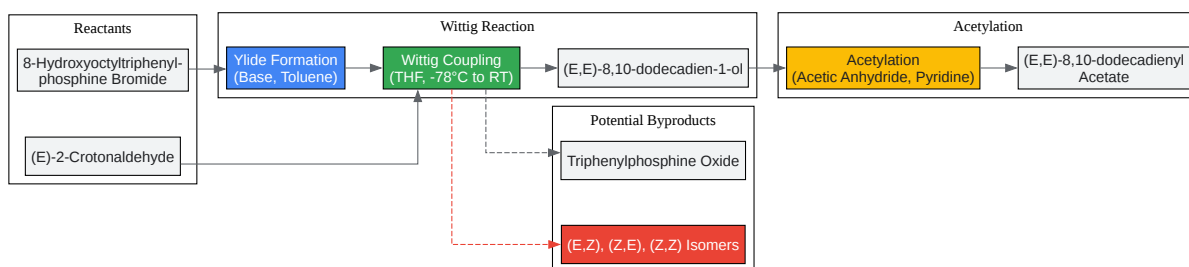 Reactants
8-Hydroxyoctyltriphenyl-
phosphine Bromide
(E)-2-Crotonaldehyde
Wittig Reaction
Ylide Formation
(Base, Toluene)
Wittig Coupling
(THF, -78°C to RT)
(E,E)-8,10-dodecadien-1-ol
Potential Byproducts
Triphenylphosphine Oxide
(E,Z), (Z,E), (Z,Z) Isomers
Acetylation
Acetylation
(Acetic Anhydride, Pyridine)
(E,E)-8,10-dodecadienyl
Acetate